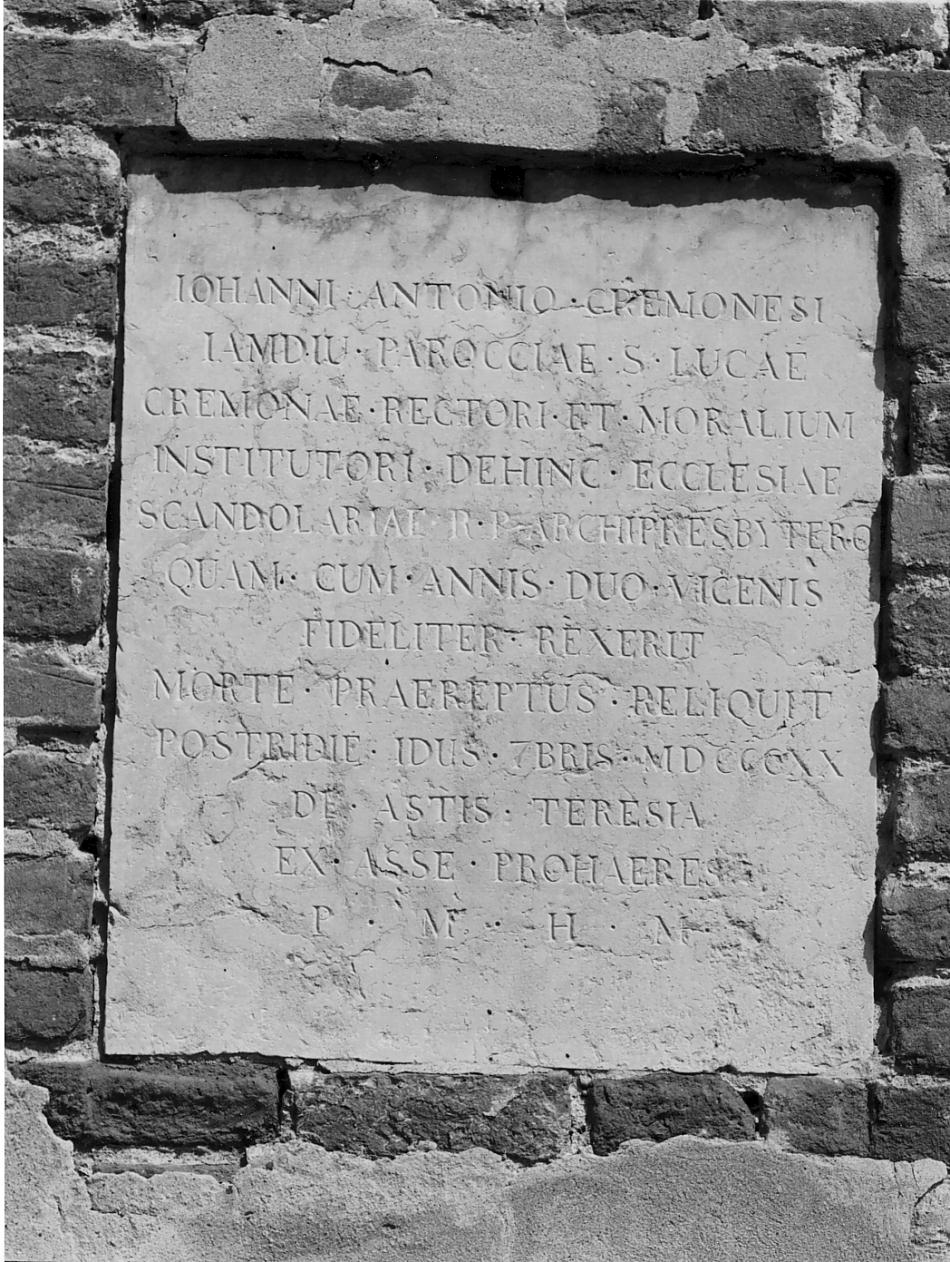 IOHANNI · ANTONIO · CREMONESI
IAMDIU · PAROCCIAE · S · LUCAE
CREMONAE · RECTORI · ET · MORALIUM
INSTITUTORI · DEHINC · ECCLESIAE
SCANDOLARIAE · R · P · ARCHIPRESBYTERO
QUAM · CUM · ANNIS · DUO · VICENIS
FIDELITER · REXERIT
MORTE · PRAEREPTUS · RELIQUIT
POSTRIDIE · IDUS · 7BRIS · MDCCCXX
DE · ASTIS · TERESIA
EX · ASSE · PROHAERES
P · M · H · M